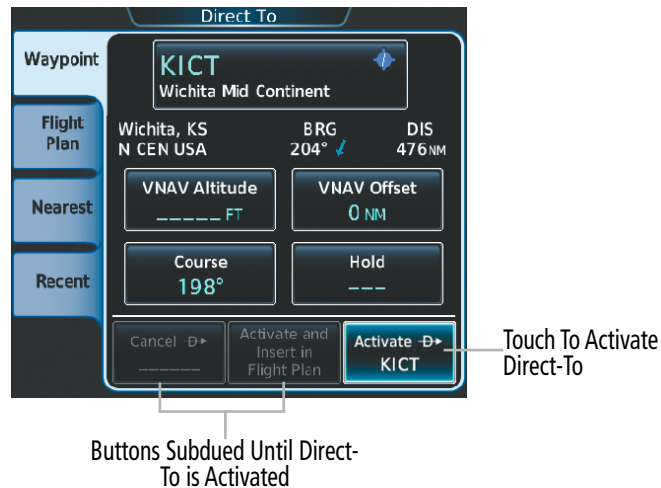 Direct To
Waypoint
KICT
Wichita Mid Continent
Flight
Plan
Wichita, KS
N CEN USA
BRG
204°
DIS
476NM
Nearest
VNAV Altitude
_____ FT
VNAV Offset
0 NM
Recent
Course
198°
Hold
___
Cancel D
______
Activate and
Insert in
Flight Plan
Activate D
KICT
Touch To Activate
Direct-To
Buttons Subdued Until Direct-
To is Activated